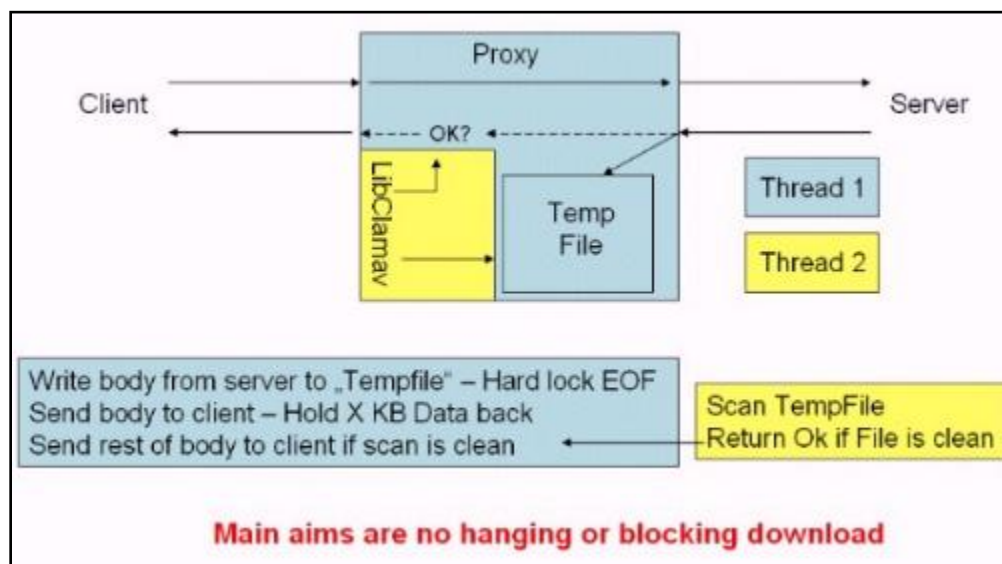 Proxy
Client
Server
OK?
LibClamav
Temp
File
Thread 1
Thread 2
Write body from server to „Tempfile“ – Hard lock EOF
Send body to client – Hold X KB Data back
Send rest of body to client if scan is clean
Scan TempFile
Return Ok if File is clean
Main aims are no hanging or blocking download